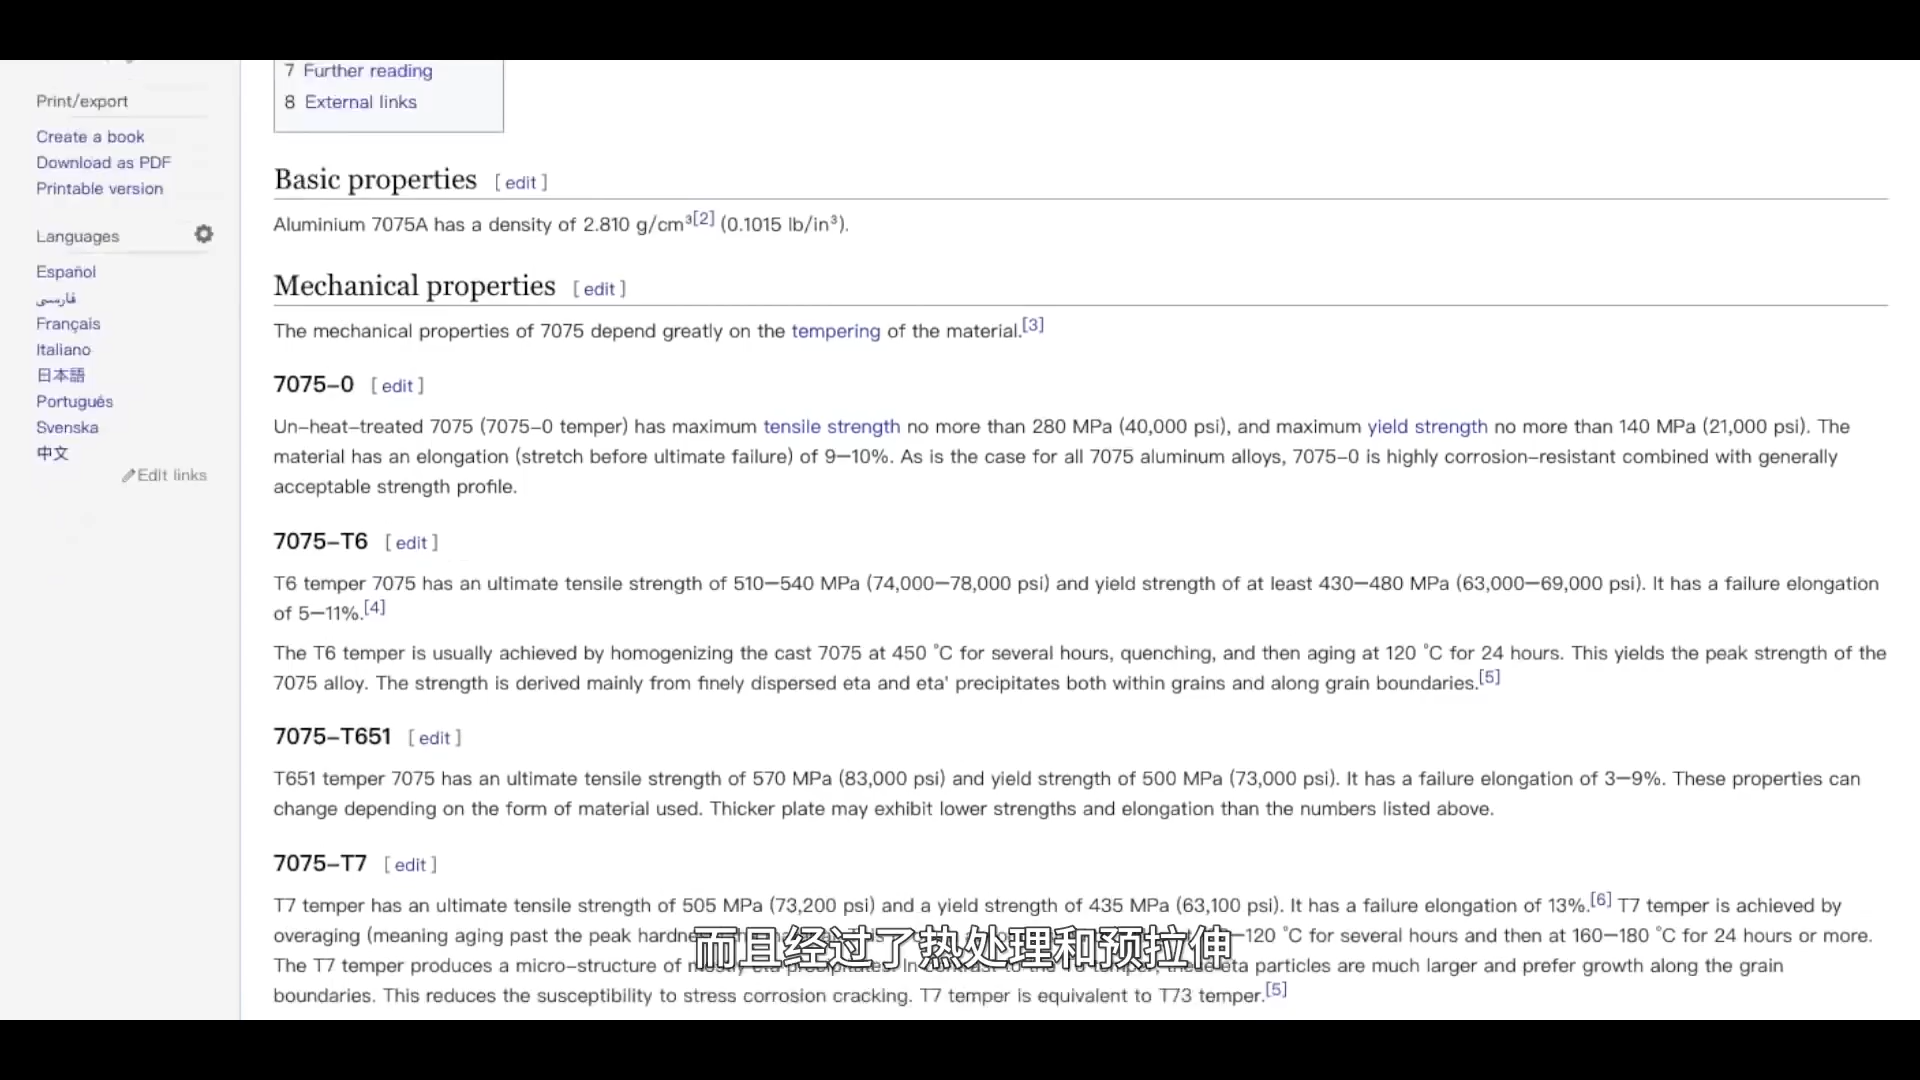 7 Further reading
8 External links
Print/export
Create a book
Download as PDF
Printable version
Languages
Español
فارسی
Français
Italiano
日本語
Português
Svenska
中文
Edit links
Basic properties [ edit ]
Aluminium 7075A has a density of 2.810 g/cm³[2] (0.1015 lb/in³).
Mechanical properties [ edit ]
The mechanical properties of 7075 depend greatly on the tempering of the material.[3]
7075-0 [ edit ]
Un-heat-treated 7075 (7075-0 temper) has maximum tensile strength no more than 280 MPa (40,000 psi), and maximum yield strength no more than 140 MPa (21,000 psi). The
material has an elongation (stretch before ultimate failure) of 9–10%. As is the case for all 7075 aluminum alloys, 7075-0 is highly corrosion-resistant combined with generally
acceptable strength profile.
7075-T6 [ edit ]
T6 temper 7075 has an ultimate tensile strength of 510–540 MPa (74,000–78,000 psi) and yield strength of at least 430–480 MPa (63,000–69,000 psi). It has a failure elongation
of 5–11%.[4]
The T6 temper is usually achieved by homogenizing the cast 7075 at 450 °C for several hours, quenching, and then aging at 120 °C for 24 hours. This yields the peak strength of the
7075 alloy. The strength is derived mainly from finely dispersed eta and eta' precipitates both within grains and along grain boundaries.[5]
7075-T651 [ edit ]
T651 temper 7075 has an ultimate tensile strength of 570 MPa (83,000 psi) and yield strength of 500 MPa (73,000 psi). It has a failure elongation of 3–9%. These properties can
change depending on the form of material used. Thicker plate may exhibit lower strengths and elongation than the numbers listed above.
7075-T7 [ edit ]
T7 temper has an ultimate tensile strength of 505 MPa (73,200 psi) and a yield strength of 435 MPa (63,100 psi). It has a failure elongation of 13%.[6] T7 temper is achieved by
overaging (meaning aging past the peak –120 °C for several hours and then at 160–180 °C for 24 hours or more.
The T7 temper produces a micro-structure of mostly eta precipitates. In contrast to the T6 temper, these eta particles are much larger and prefer growth along the grain
boundaries. This reduces the susceptibility to stress corrosion cracking. T7 temper is equivalent to T73 temper.[5]
而且经过了热处理和预拉伸